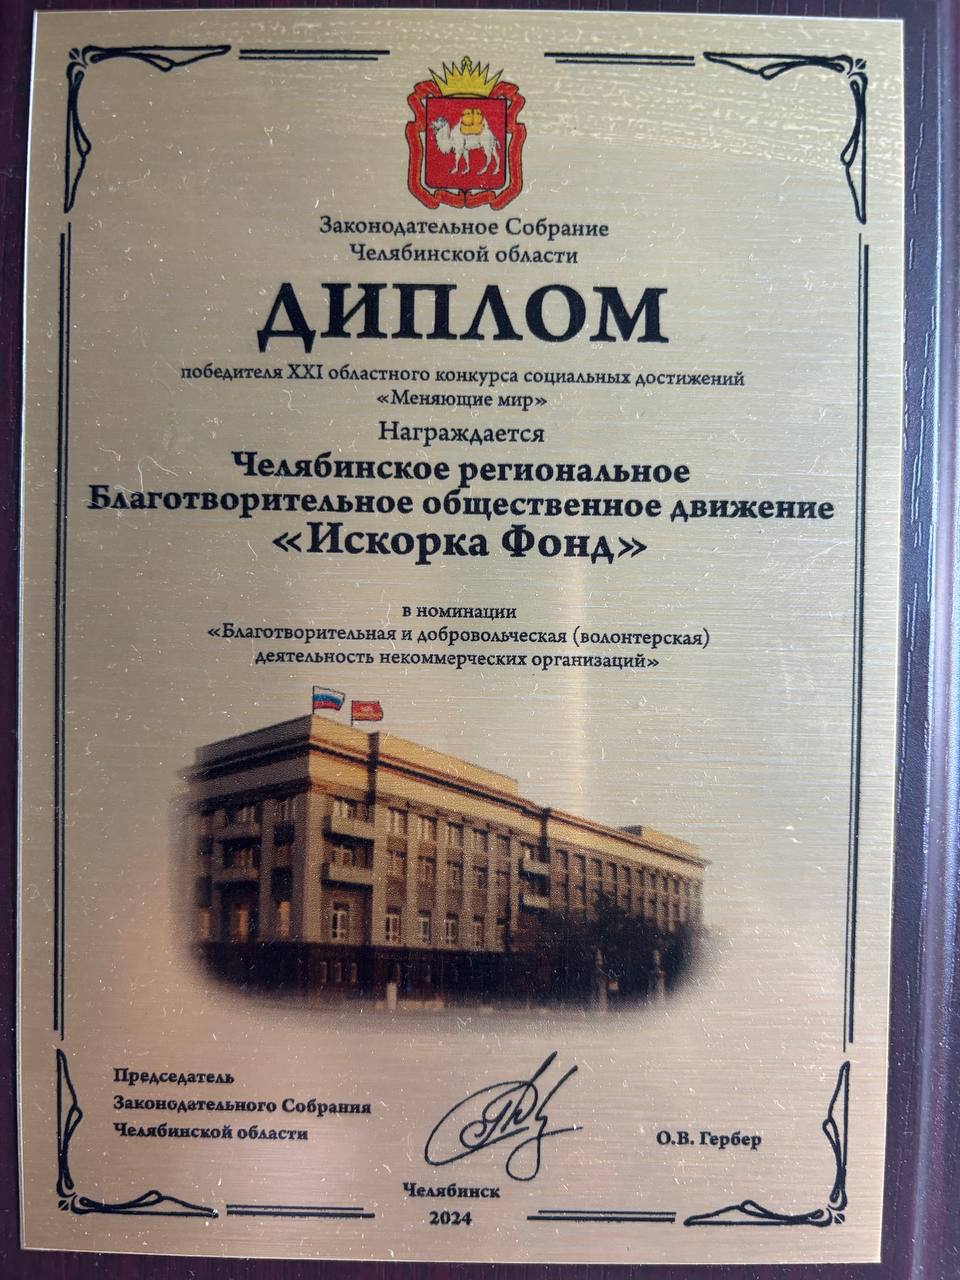 Законодательное Собрание
Челябинской области
ДИПЛОМ
победителя XXI областного конкурса социальных достижений
«Меняющие мир»
Награждается
Челябинское региональное
Благотворительное общественное движение
«Искорка Фонд»
в номинации
«Благотворительная и добровольческая (волонтерская)
деятельность некоммерческих организаций»
Председатель
Законодательного Собрания
Челябинской области
О.В. Гербер
Челябинск
2024